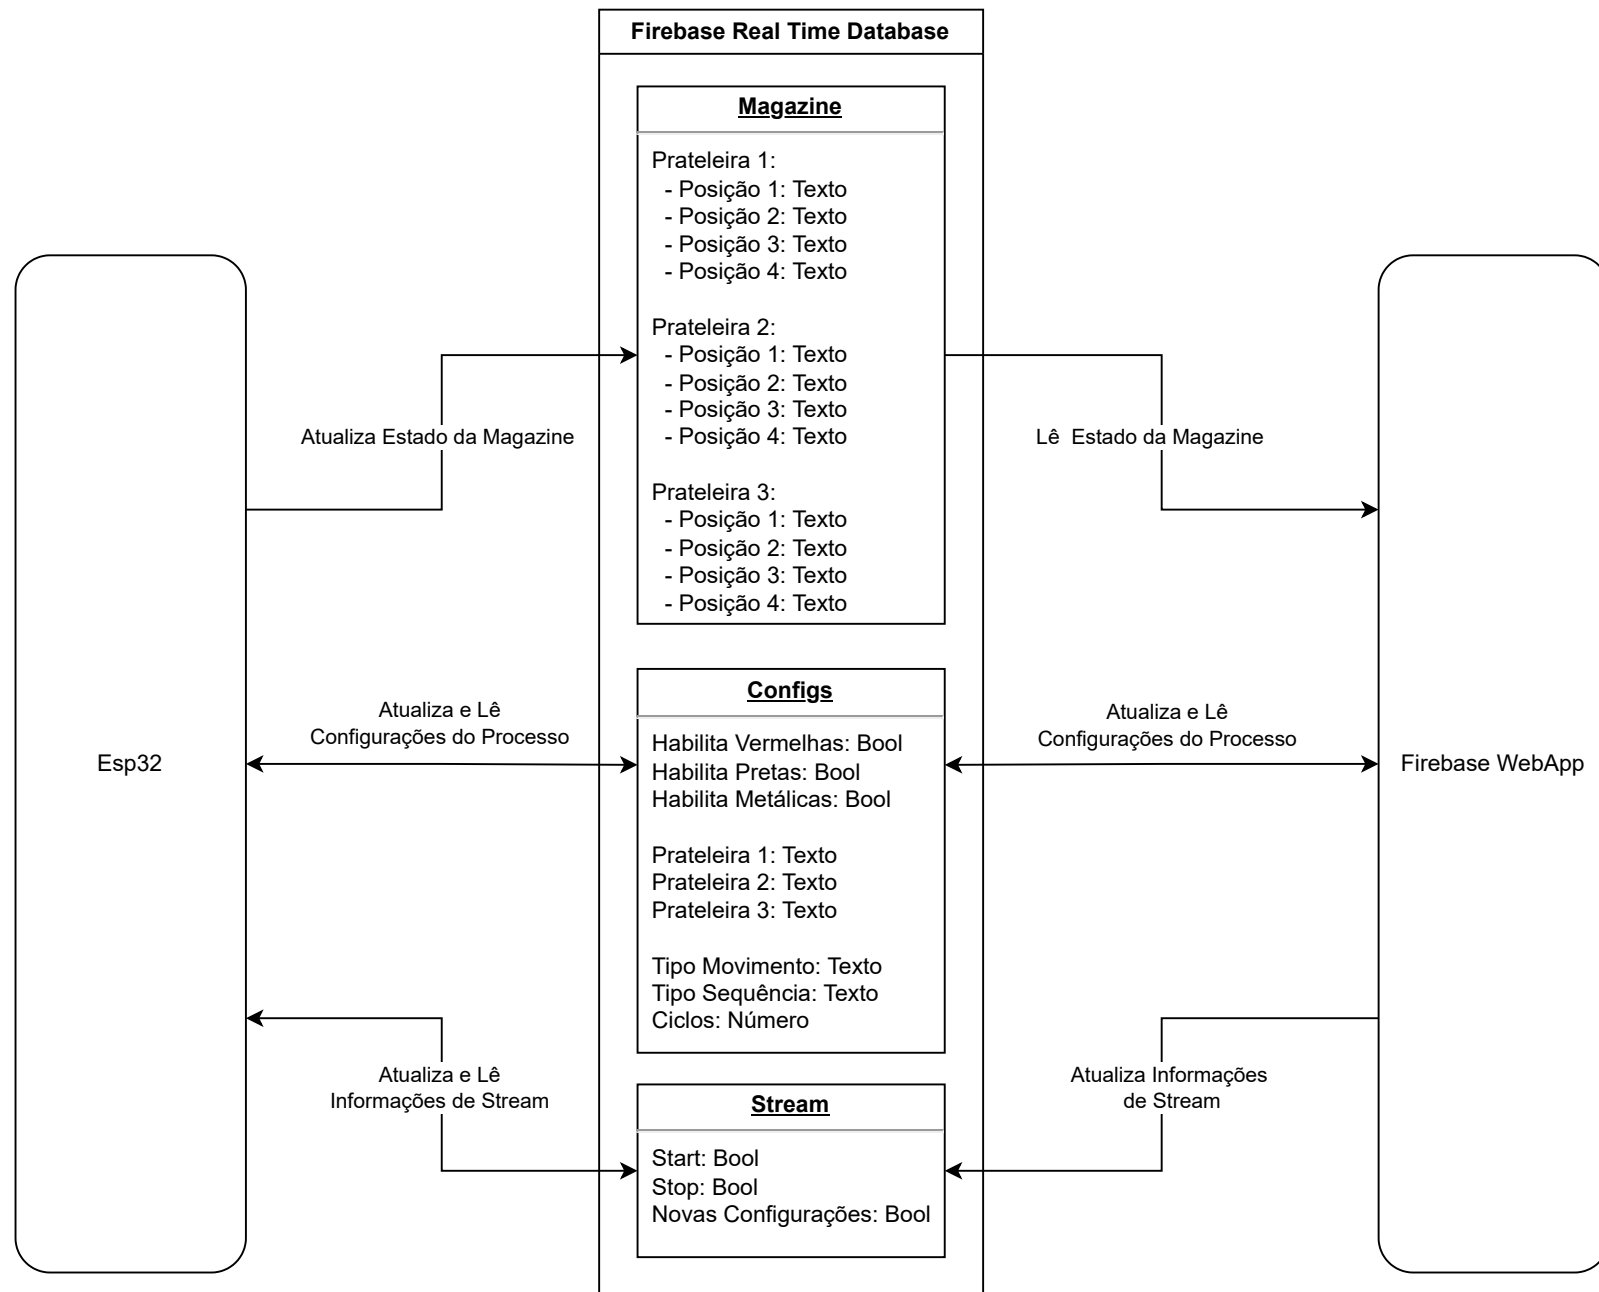 Firebase Real Time Database
Magazine
Prateleira 1:
- Posição 1: Texto
- Posição 2: Texto
- Posição 3: Texto
- Posição 4: Texto
Prateleira 2:
- Posição 1: Texto
- Posição 2: Texto
- Posição 3: Texto
- Posição 4: Texto
Prateleira 3:
- Posição 1: Texto
- Posição 2: Texto
- Posição 3: Texto
- Posição 4: Texto
Atualiza Estado da Magazine
Lê  Estado da Magazine
Esp32
Atualiza e Lê
Configurações do Processo
Configs
Habilita Vermelhas: Bool
Habilita Pretas: Bool
Habilita Metálicas: Bool
Prateleira 1: Texto
Prateleira 2: Texto
Prateleira 3: Texto
Tipo Movimento: Texto
Tipo Sequência: Texto
Ciclos: Número
Atualiza e Lê
Configurações do Processo
Firebase WebApp
Atualiza e Lê
Informações de Stream
Stream
Start: Bool
Stop: Bool
Novas Configurações: Bool
Atualiza Informações
de Stream